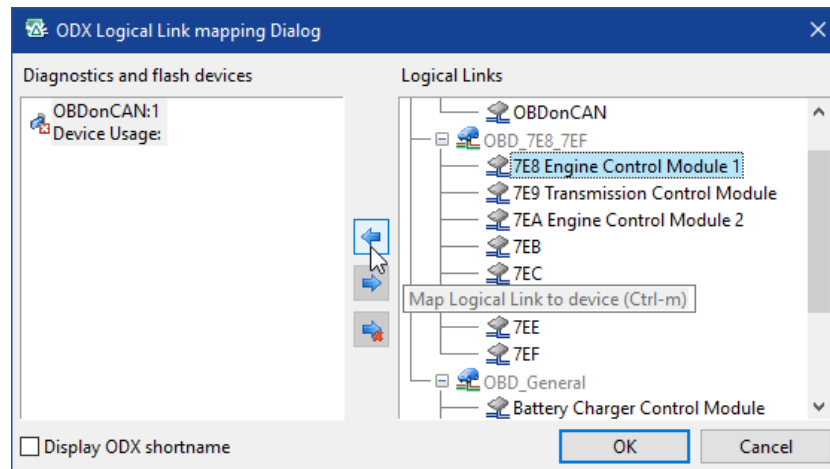 ODX Logical Link mapping Dialog
Diagnostics and flash devices
Logical Links
OBDonCAN:1
Device Usage:
OBDonCAN
OBD_7E8_7EF
7E8 Engine Control Module 1
7E9 Transmission Control Module
7EA Engine Control Module 2
7EB
7EC
Map Logical Link to device (Ctrl-m)
7EE
7EF
OBD_General
Battery Charger Control Module
Display ODX shortname
OK
Cancel